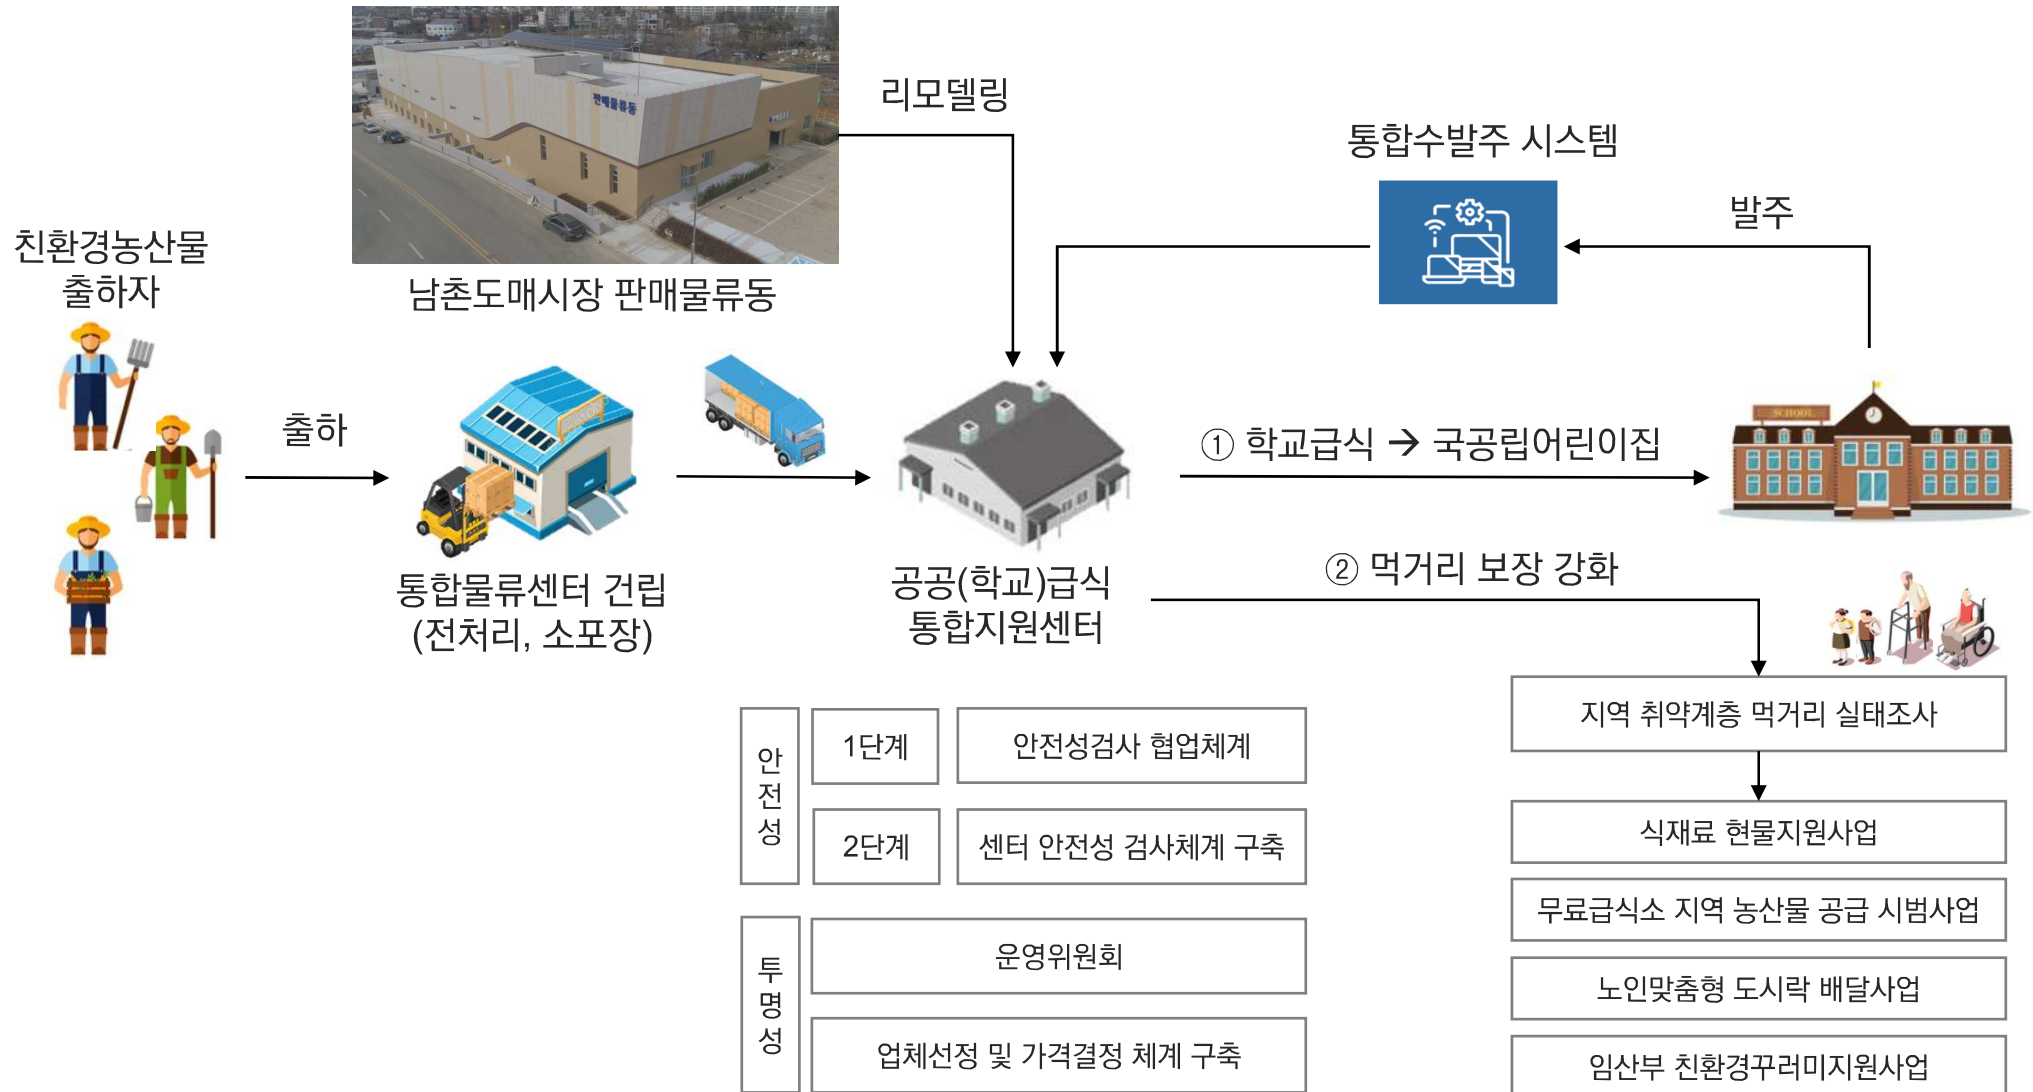 리모델링
판매물류동
통합수발주 시스템
발주
친환경농산물
출하자
남촌도매시장 판매물류동
출하
SCHOOL
① 학교급식 → 국공립어린이집
② 먹거리 보장 강화
통합물류센터 건립
(전처리, 소포장)
공공(학교)급식
통합지원센터
안전성
1단계
안전성검사 협업체계
2단계
센터 안전성 검사체계 구축
투명성
운영위원회
업체선정 및 가격결정 체계 구축
지역 취약계층 먹거리 실태조사
식재료 현물지원사업
무료급식소 지역 농산물 공급 시범사업
노인맞춤형 도시락 배달사업
임산부 친환경꾸러미지원사업